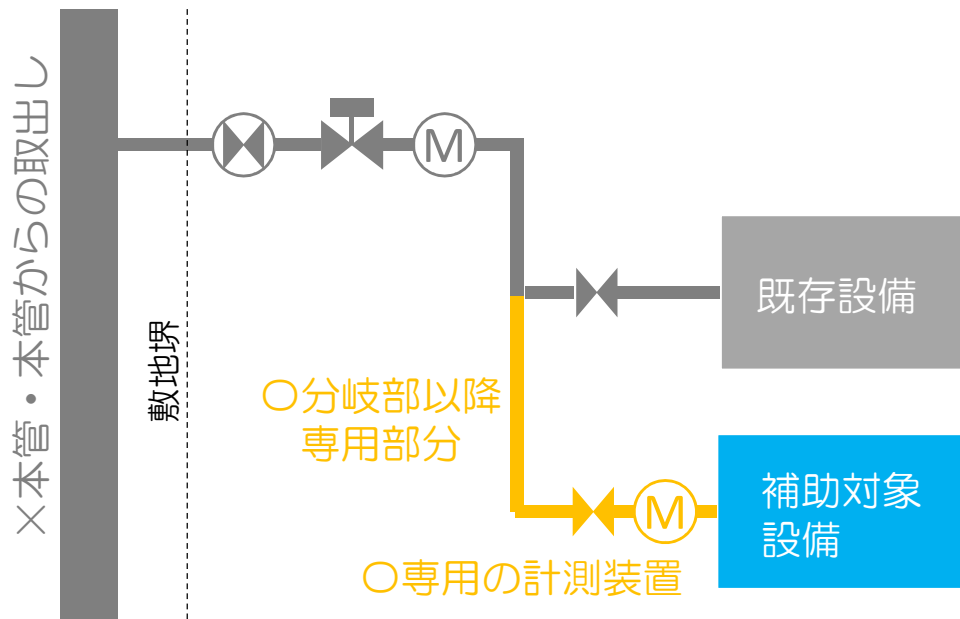 ×本管・本管からの取出し
敷地堺
M
既存設備
〇分岐部以降
専用部分
M
補助対象
設備
〇専用の計測装置